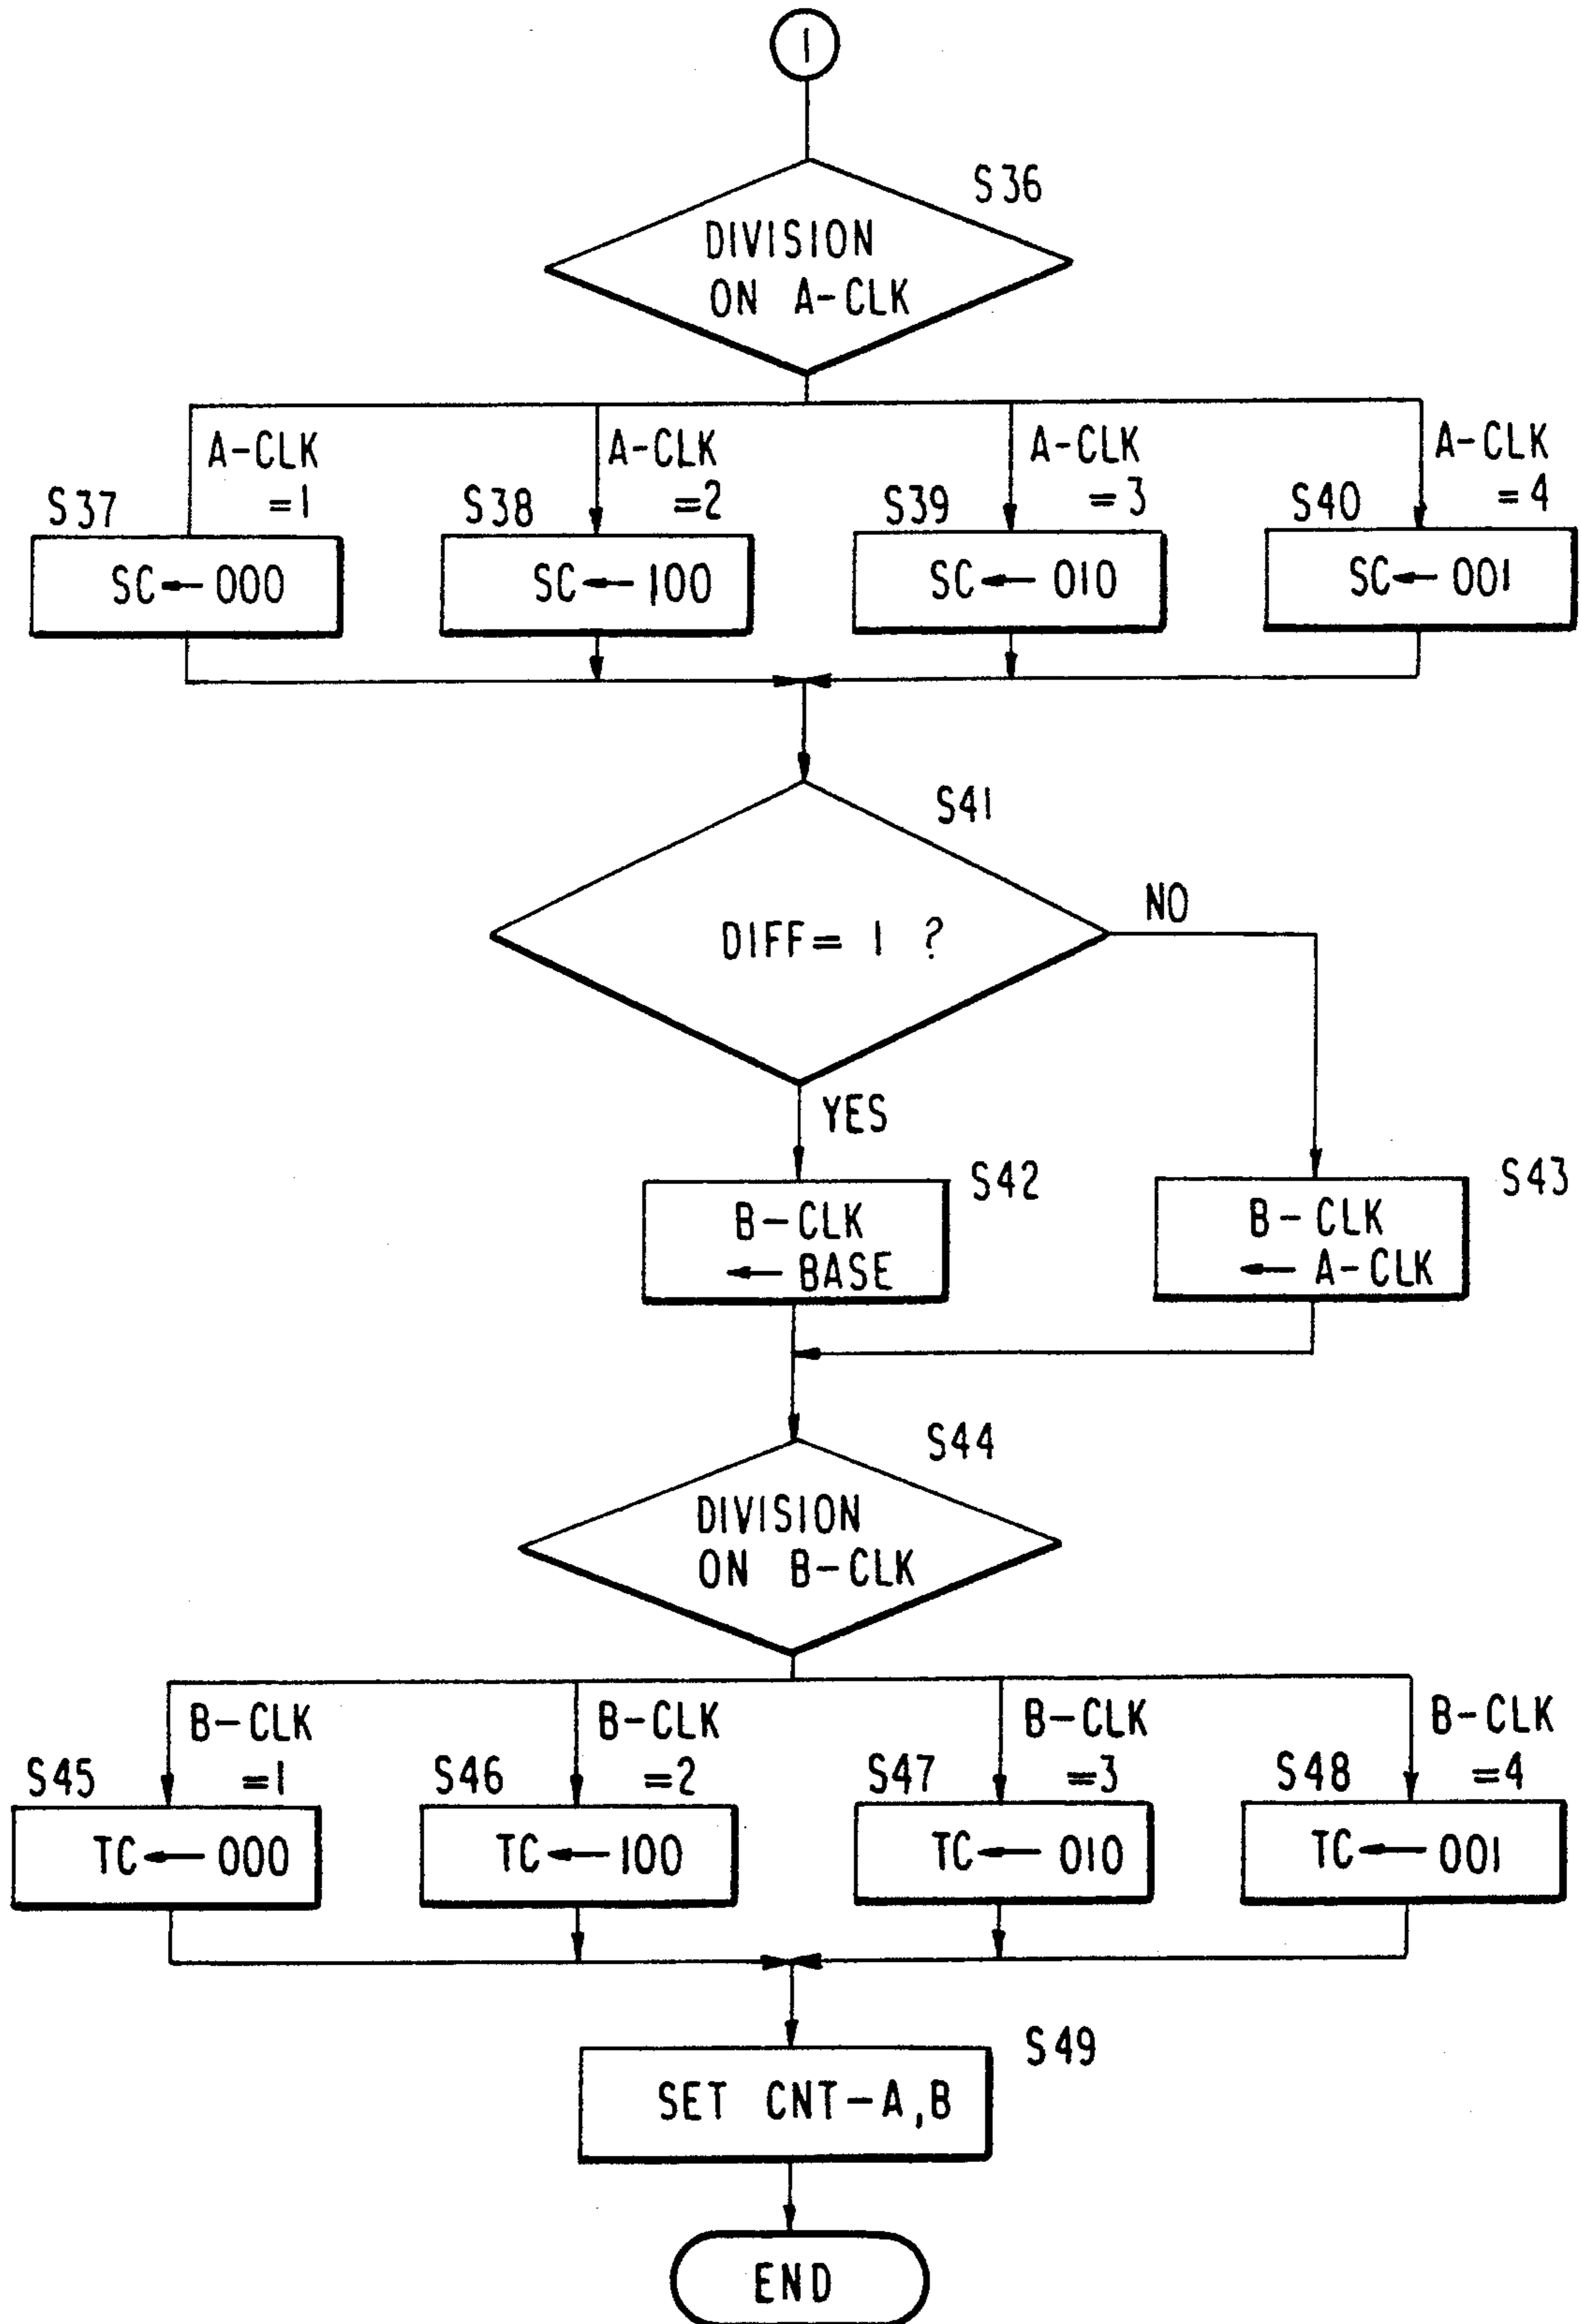 1
S36
DIVISION
ON A-CLK
A-CLK
=1
A-CLK
=2
A-CLK
=3
A-CLK
=4
S37
S38
S39
S40
SC ← 000
SC ← 100
SC ← 010
SC ← 001
S41
DIFF= 1 ?
NO
YES
S42
S43
B-CLK
← BASE
B-CLK
← A-CLK
S44
DIVISION
ON B-CLK
B-CLK
=1
B-CLK
=2
B-CLK
=3
B-CLK
=4
S45
S46
S47
S48
TC ← 000
TC ← 100
TC ← 010
TC ← 001
S49
SET CNT-A,B
END